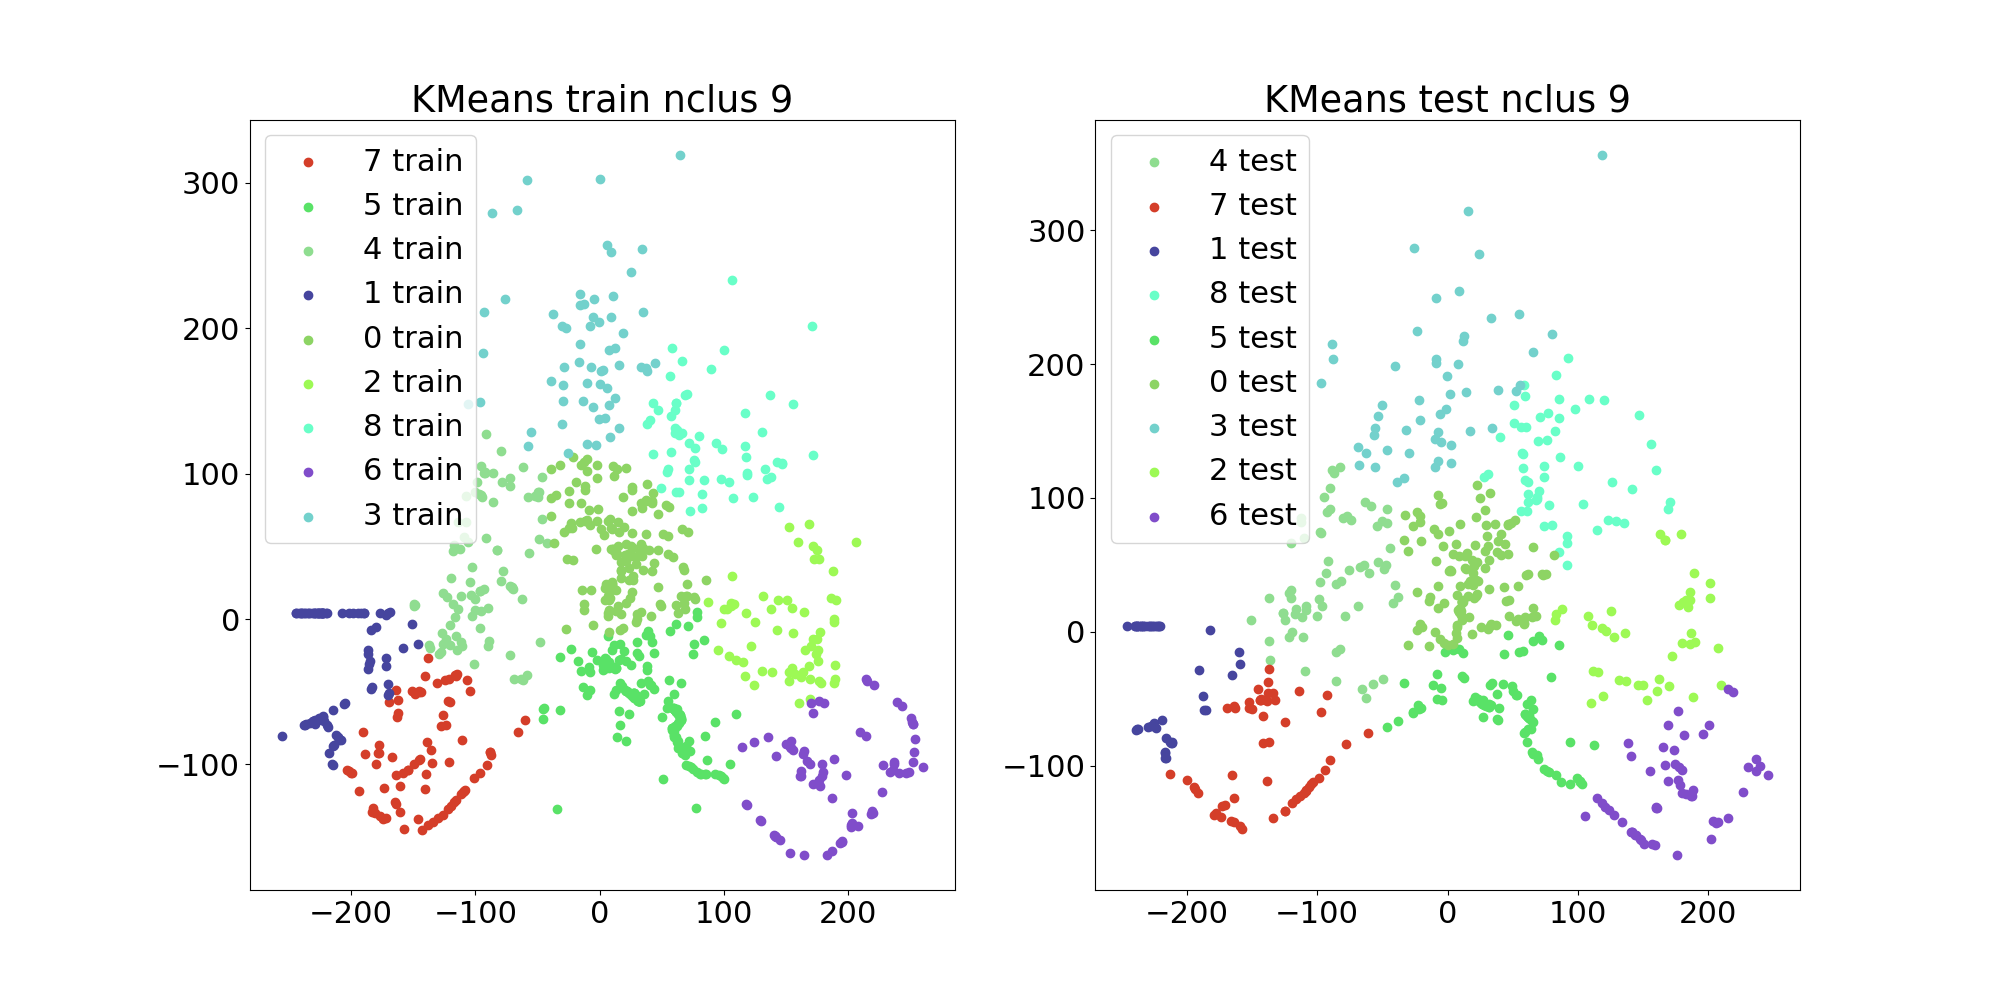 KMeans train nclus 9
7 train
5 train
4 train
1 train
0 train
2 train
8 train
6 train
3 train
300
200
100
0
−100
−200 −100 0 100 200
KMeans test nclus 9
4 test
7 test
1 test
8 test
5 test
0 test
3 test
2 test
6 test
300
200
100
0
−100
−200 −100 0 100 200